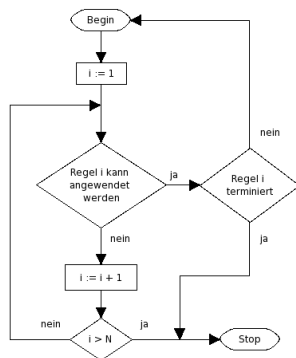 Begin
i := 1
nein
Regel i kann
angewendet
werden
ja
Regel i
terminiert
nein
ja
i := i + 1
nein
i > N
ja
Stop